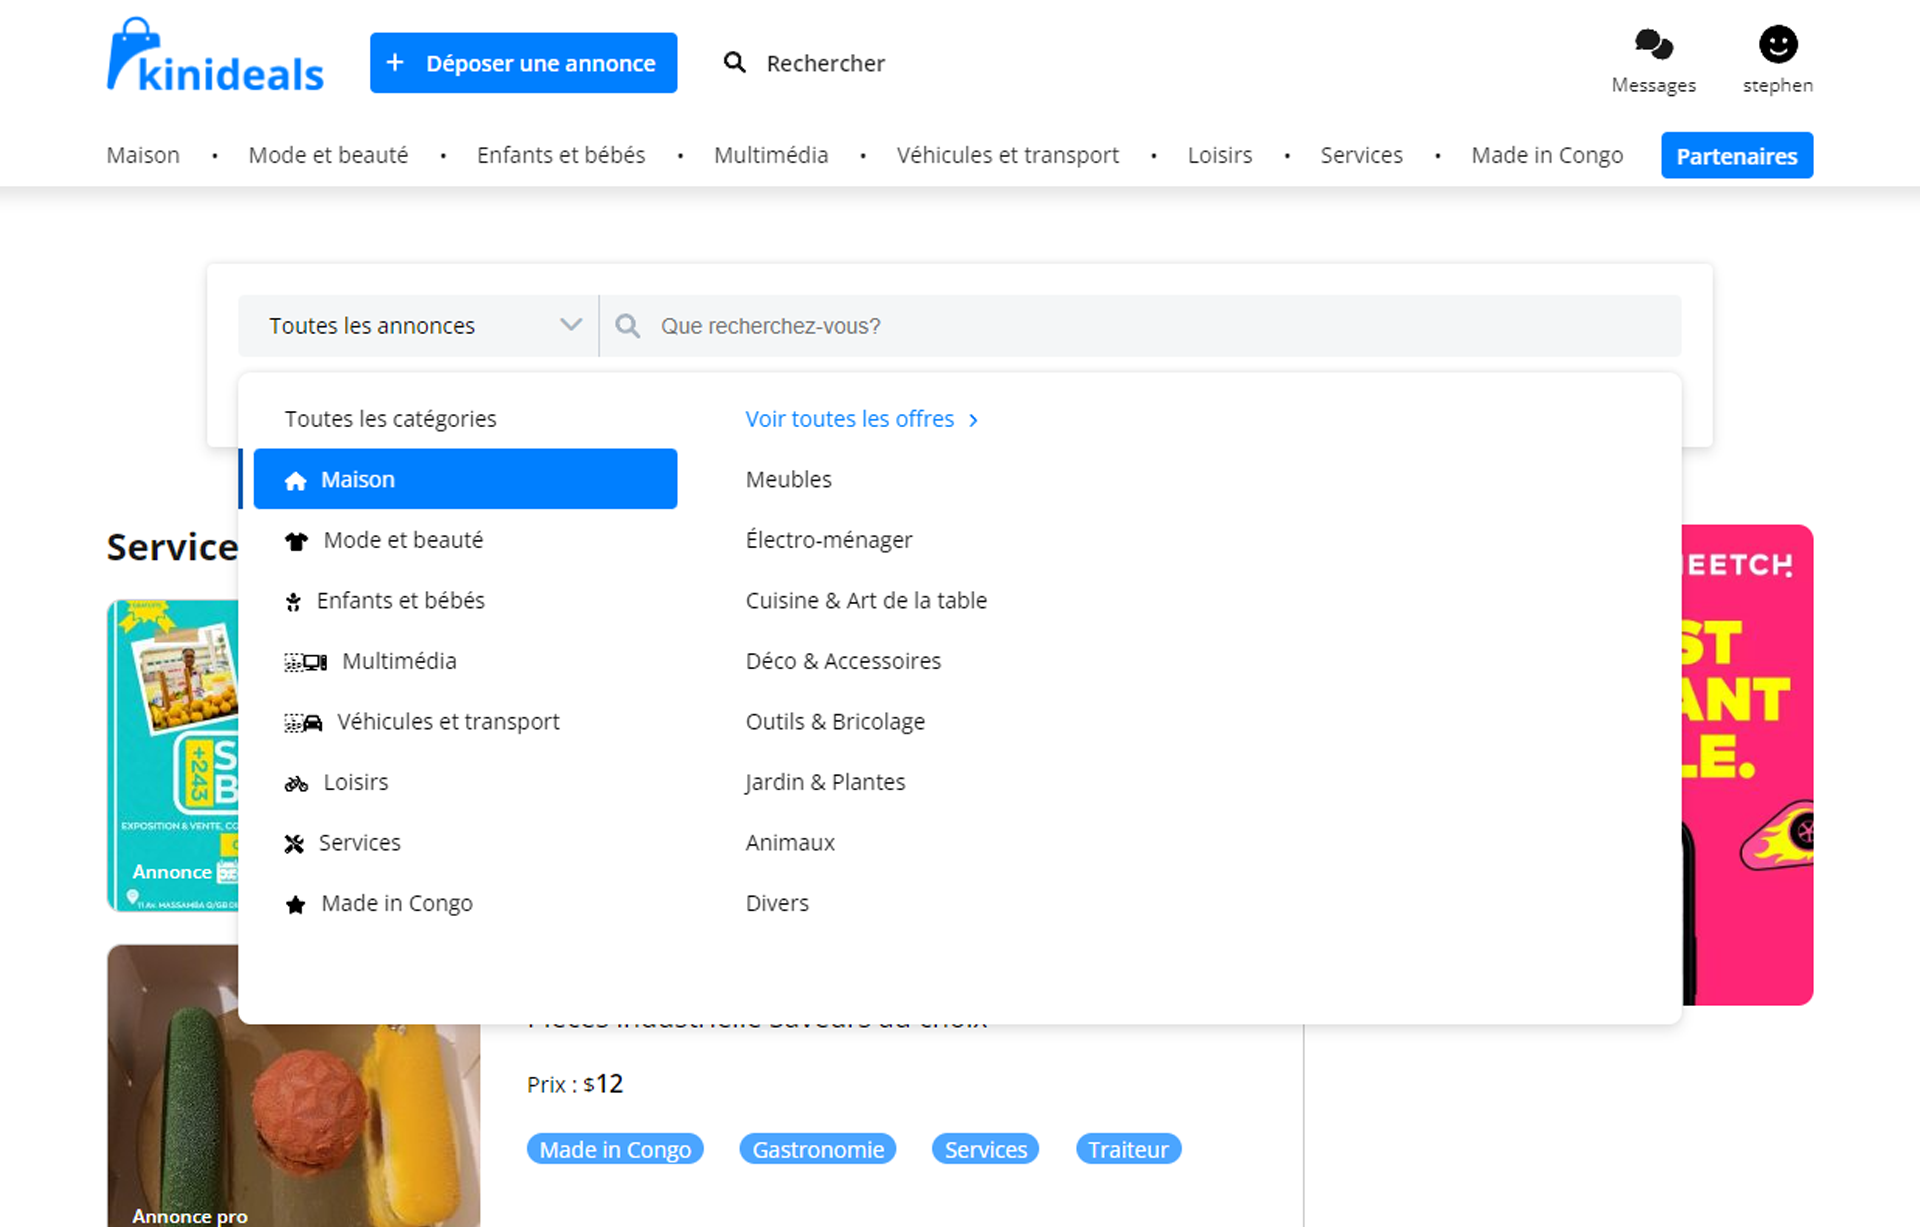 kinideals
+ Déposer une annonce
Rechercher
Messages
stephen
Maison • Mode et beauté • Enfants et bébés • Multimédia • Véhicules et transport • Loisirs • Services • Made in Congo
Partenaires
Toutes les annonces
Que recherchez-vous?
Toutes les catégories
Maison
Mode et beauté
Enfants et bébés
Multimédia
Véhicules et transport
Loisirs
Services
Made in Congo
Voir toutes les offres >
Meubles
Électro-ménager
Cuisine & Art de la table
Déco & Accessoires
Outils & Bricolage
Jardin & Plantes
Animaux
Divers
Service
+243
S
B
EXPOSITION & VENTE, CO
Annonce
EETCH
ST
ANT
LE.
Prix : $12
Made in Congo
Gastronomie
Services
Traiteur
Annonce pro